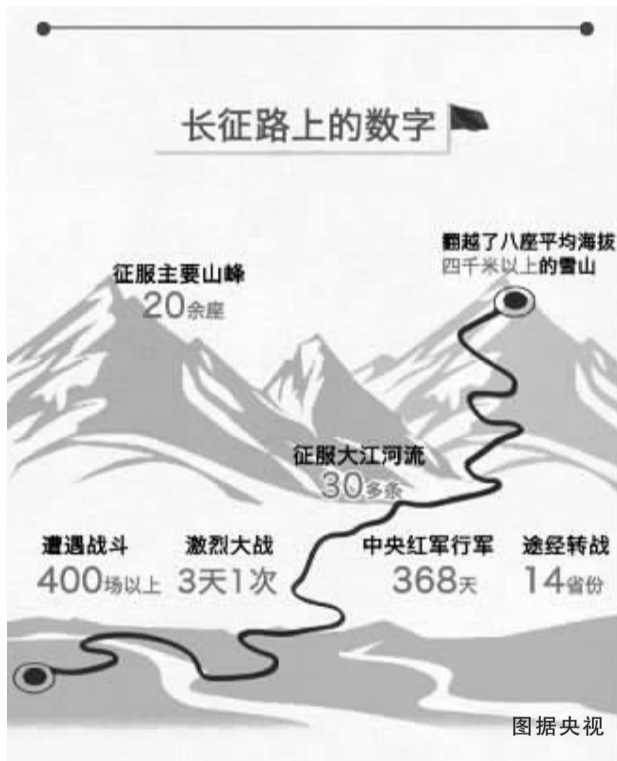 长征路上的数字
翻越了八座平均海拔
四千米以上的雪山
征服主要山峰
20余座
征服大江河流
30多条
遭遇战斗
400场以上
激烈大战
3天1次
中央红军行军
368天
途经转战
14省份
图据央视